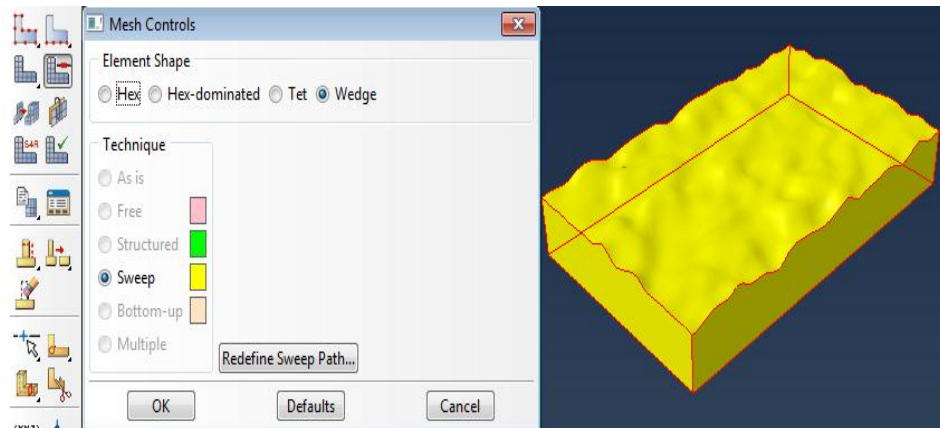 Mesh Controls
Element Shape
Hex Hex-dominated Tet Wedge
Technique
As is
Free
Structured
Sweep
Bottom-up
Multiple
Redefine Sweep Path...
OK Defaults Cancel